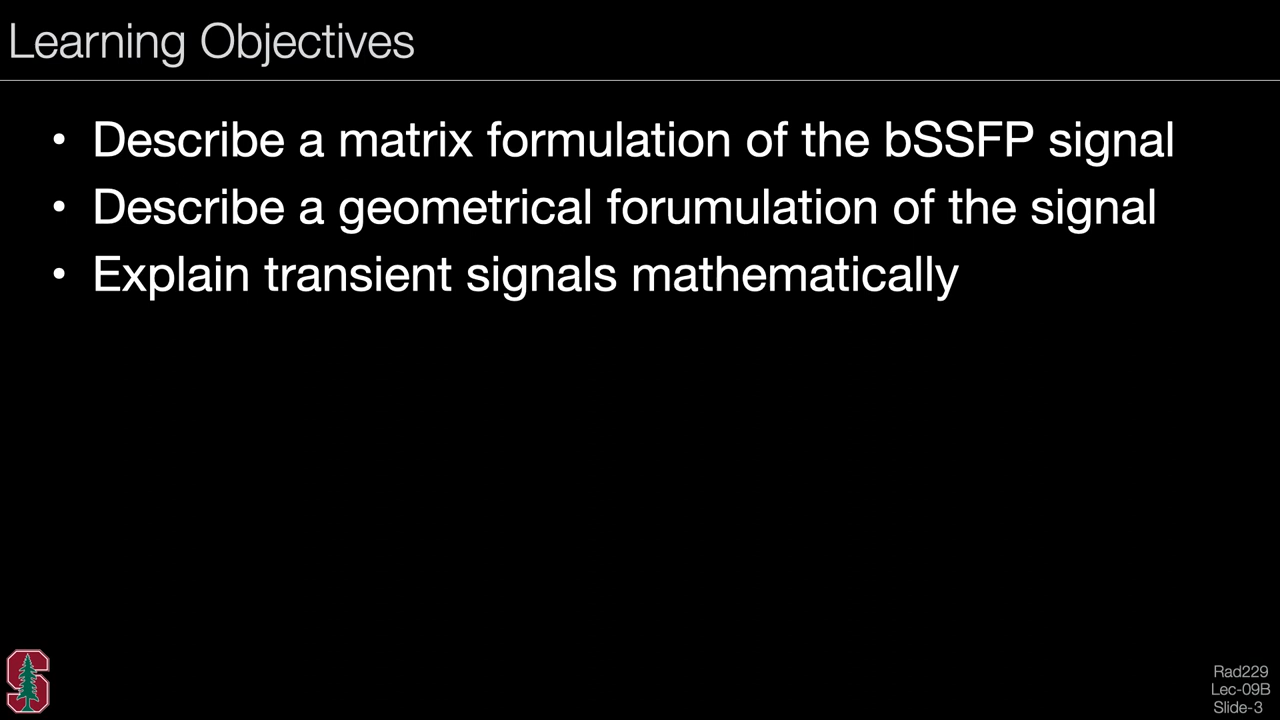 Learning Objectives
• Describe a matrix formulation of the bSSFP signal
• Describe a geometrical forumulation of the signal
• Explain transient signals mathematically
S
Rad229
Lec-09B
Slide-3